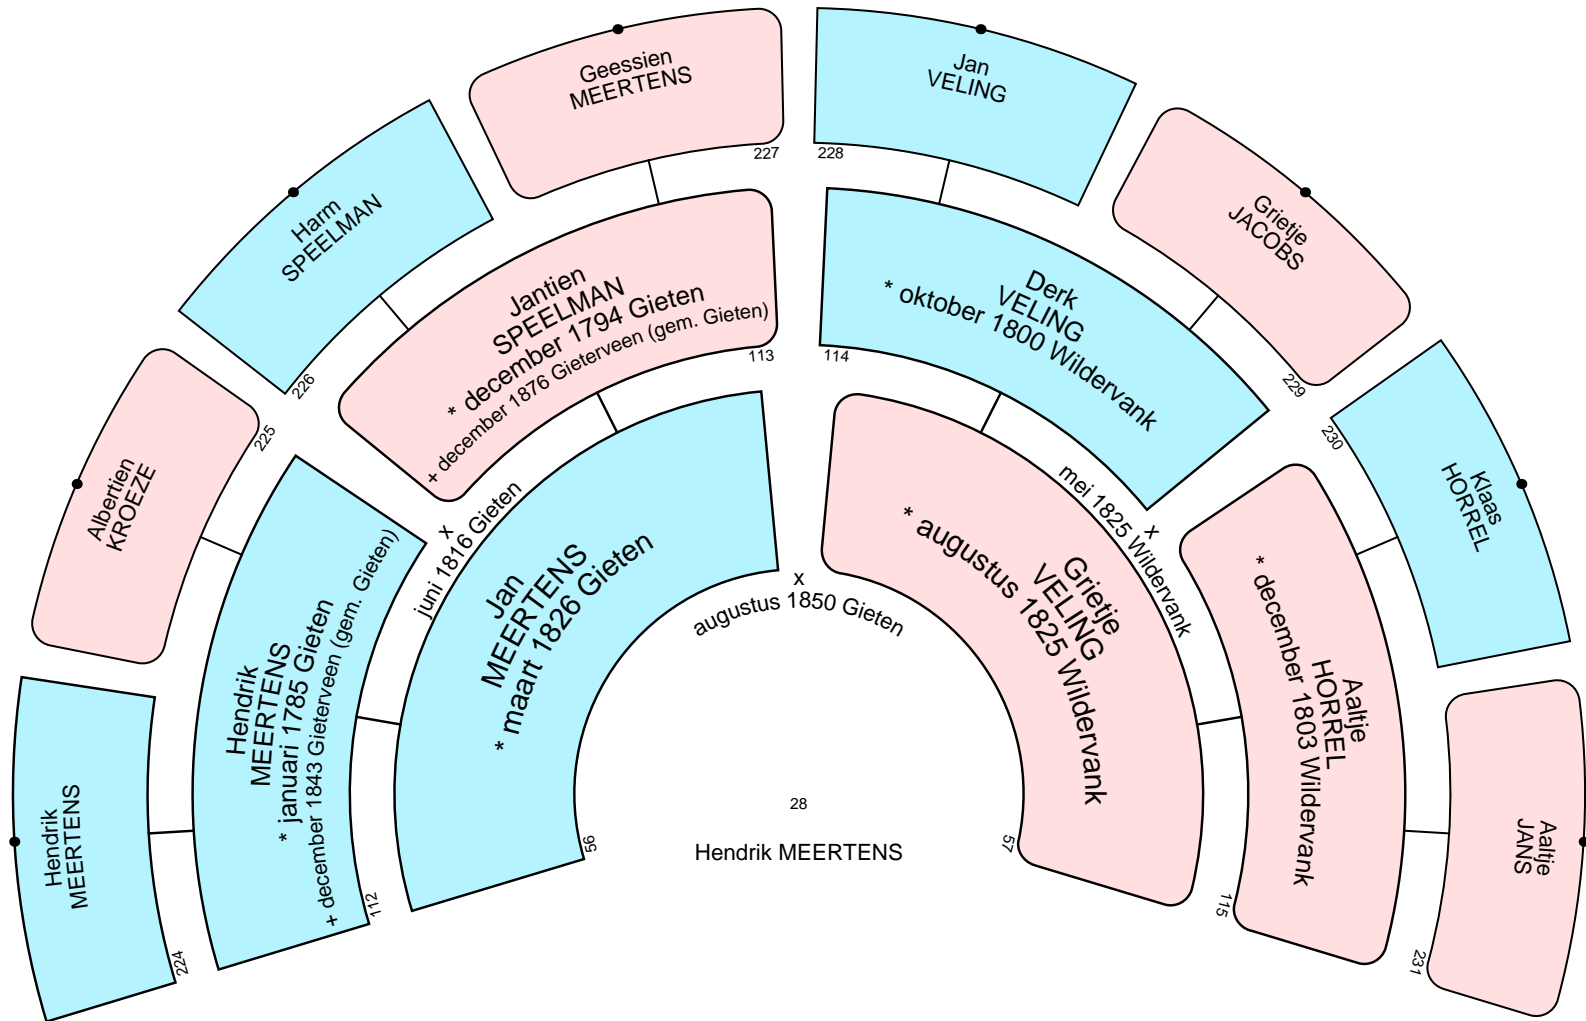 Geessien
MEERTENS
227
Jan
VELING
228
Harm
SPEELMAN
226
Grietje
JACOBS
229
Jantien
SPEELMAN
* december 1794 Gieten
+ december 1876 Gieterveen (gem. Gieten)
113
Derk
VELING
* oktober 1800 Wildervank
114
Albertien
KROEZE
225
Klaas
HORREL
230
Hendrik
MEERTENS
224
Hendrik
MEERTENS
* januari 1785 Gieten
+ december 1843 Gieterveen (gem. Gieten)
112
x
juni 1816 Gieten
Jan
MEERTENS
* maart 1826 Gieten
56
x
augustus 1850 Gieten
Grietje
VELING
* augustus 1825 Wildervank
57
x
mei 1825 Wildervank
Aaltje
HORREL
* december 1803 Wildervank
115
Aaltje
JANS
231
28
Hendrik MEERTENS